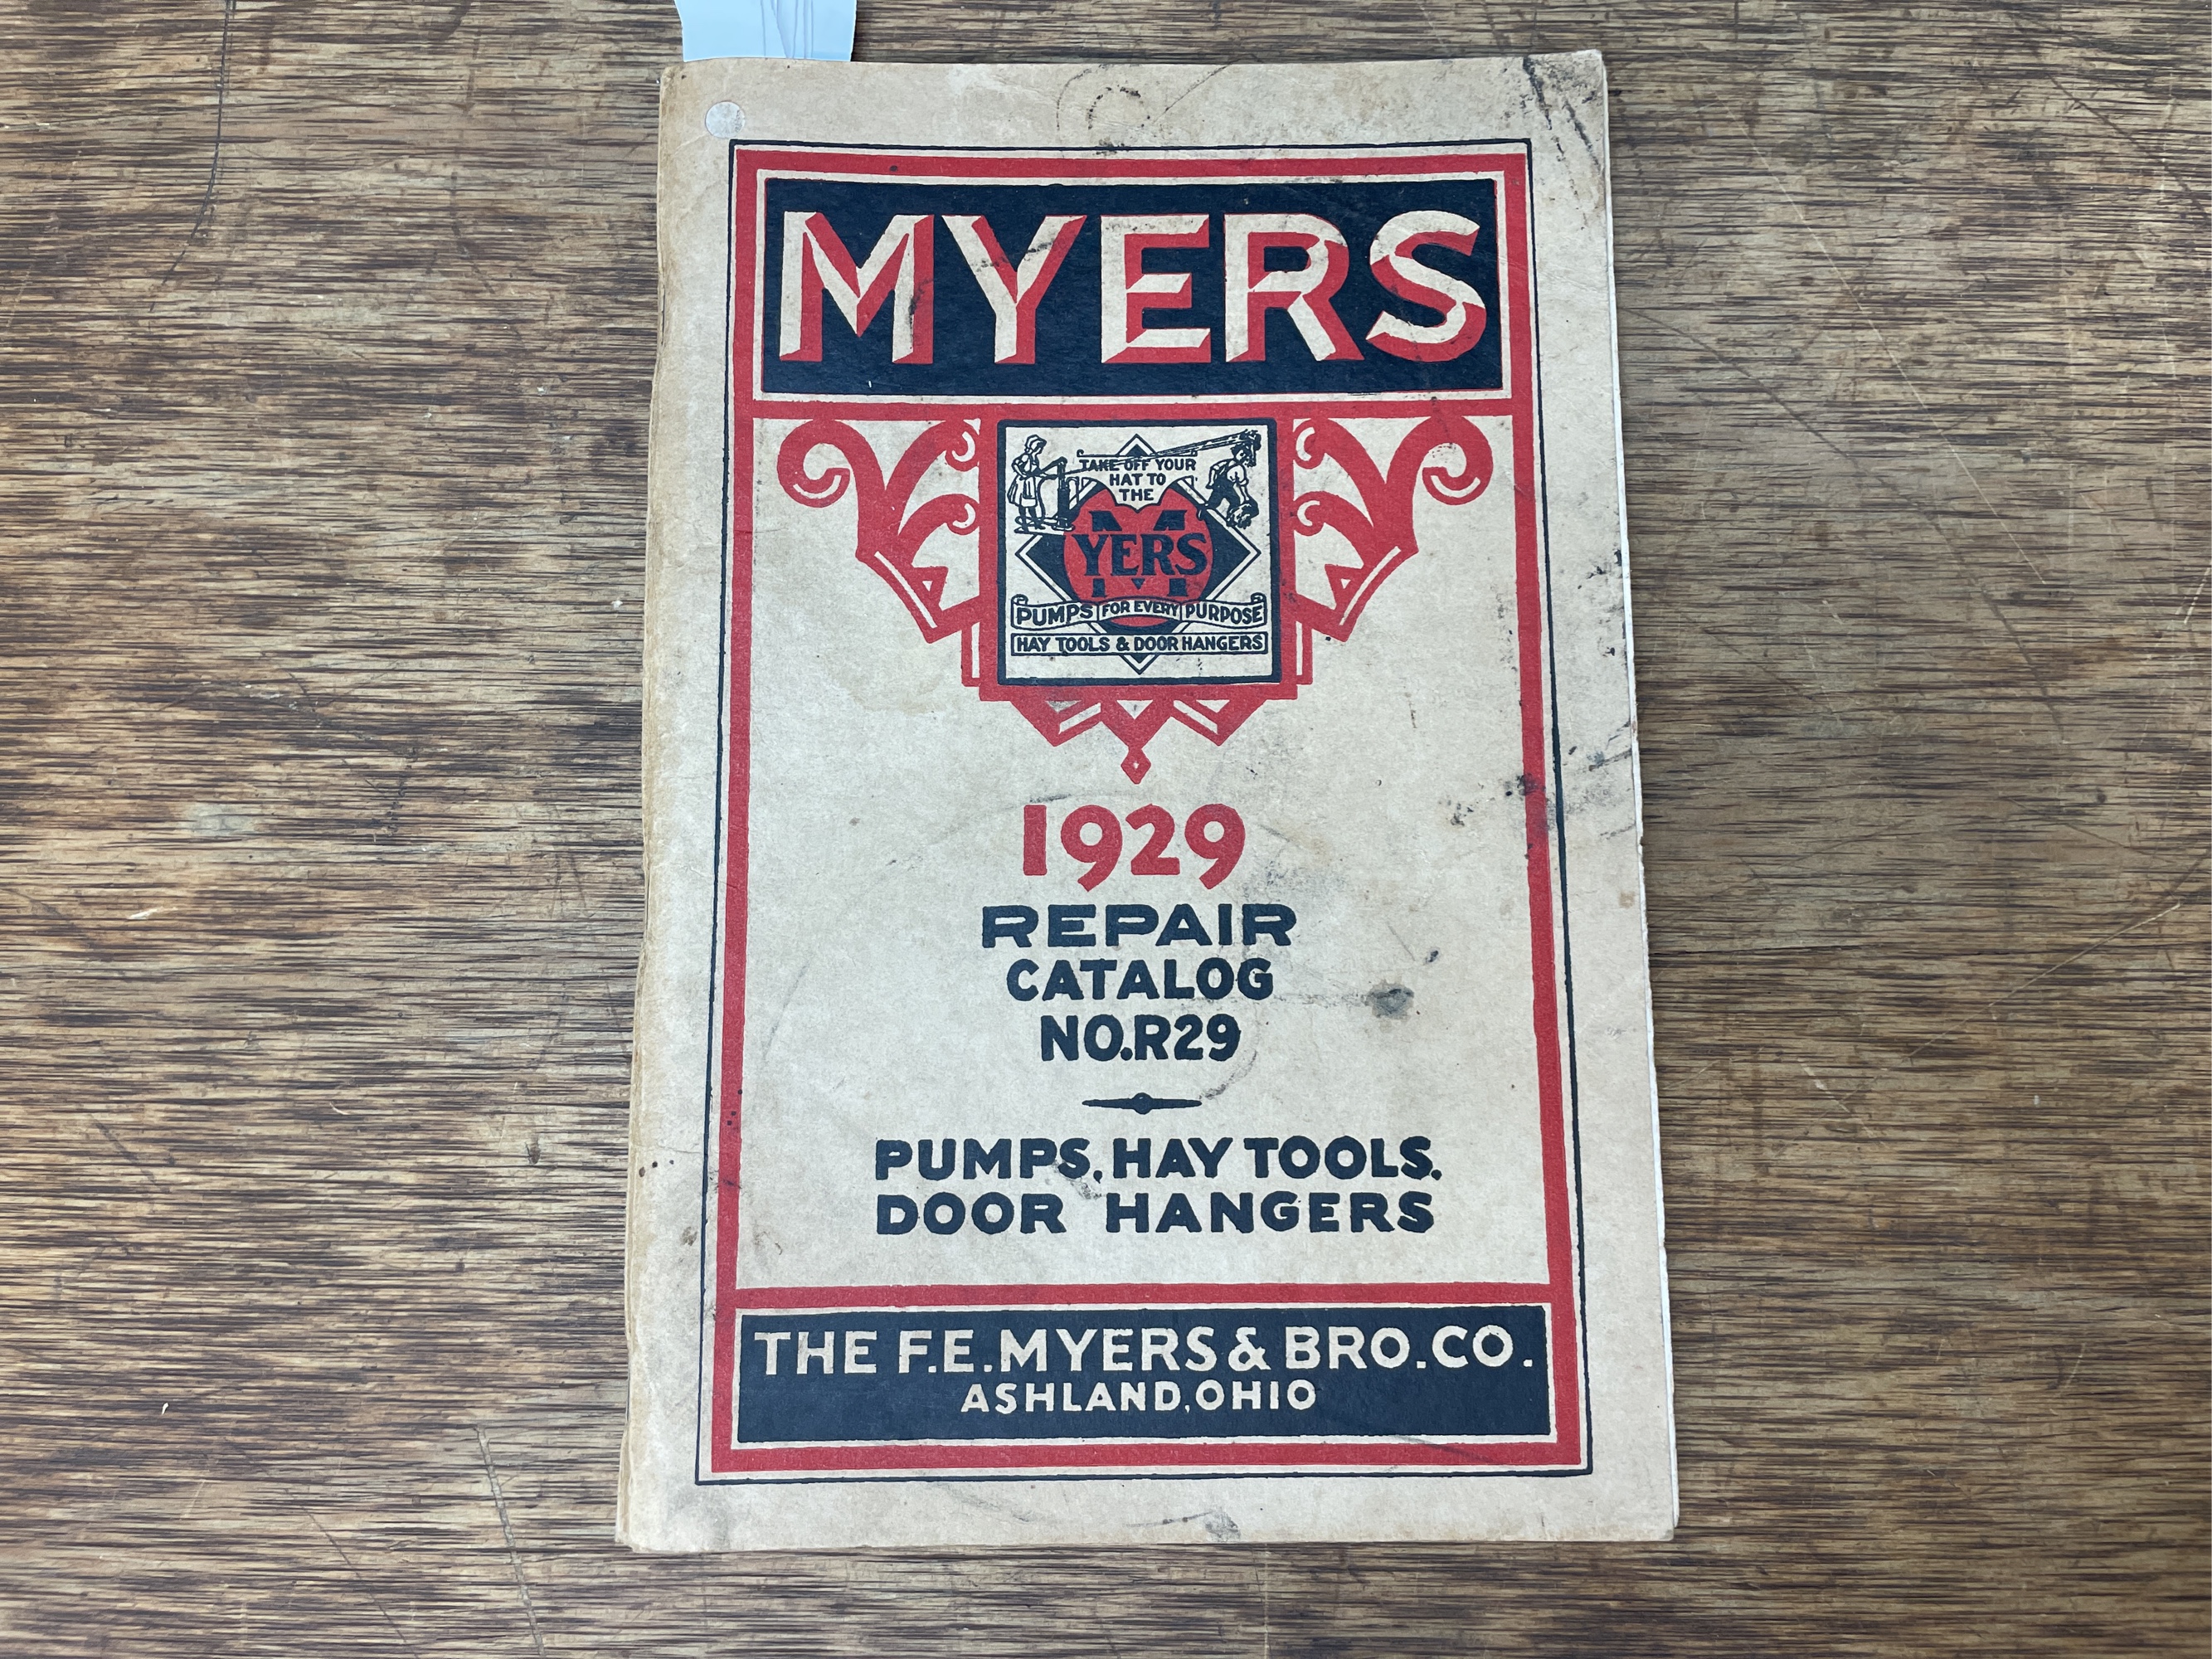 MYERS
TAKE OFF YOUR
HAT TO
THE
MYERS
PUMPS FOR EVERY PURPOSE
HAY TOOLS & DOOR HANGERS
1929
REPAIR
CATALOG
NO.R29
PUMPS, HAY TOOLS.
DOOR HANGERS
THE F.E. MYERS & BRO. CO.
ASHLAND, OHIO